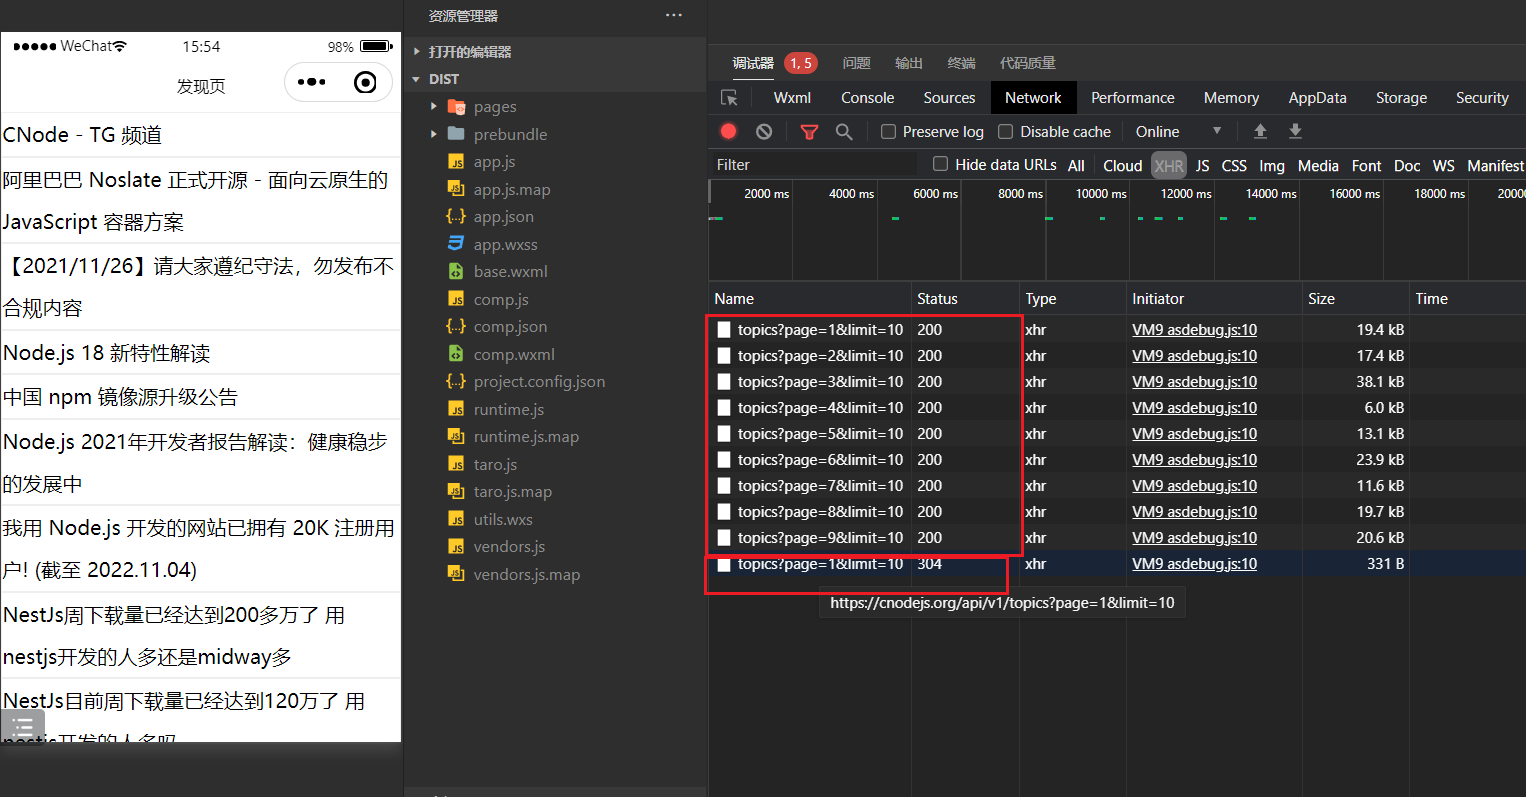 WeChat
15:54
98%
发现页
CNode - TG 频道
阿里巴巴 Noslate 正式开源 - 面向云原生的
JavaScript 容器方案
【2021/11/26】请大家遵纪守法，勿发布不
合规内容
Node.js 18 新特性解读
中国 npm 镜像源升级公告
Node.js 2021年开发者报告解读：健康稳步
的发展中
我用 Node.js 开发的网站已拥有 20K 注册用
户! (截至 2022.11.04)
NestJs周下载量已经达到200多万了 用
nestjs开发的人多还是midway多
NestJs目前周下载量已经达到120万了 用
nestjs开发的人多吗
资源管理器
打开的编辑器
DIST
pages
prebundle
app.js
app.js.map
app.json
app.wxss
base.wxml
comp.js
comp.json
comp.wxml
project.config.json
runtime.js
runtime.js.map
taro.js
taro.js.map
utils.wxs
vendors.js
vendors.js.map
调试器 1, 5 问题 输出 终端 代码质量
Wxml Console Sources Network Performance Memory AppData Storage Security
Preserve log Disable cache Online
Filter Hide data URLs All Cloud XHR JS CSS Img Media Font Doc WS Manifest
2000 ms 4000 ms 6000 ms 8000 ms 10000 ms 12000 ms 14000 ms 16000 ms 18000 ms 2000
Name Status Type Initiator Size Time
topics?page=1&limit=10 200 xhr VM9 asdebug.js:10 19.4 kB
topics?page=2&limit=10 200 xhr VM9 asdebug.js:10 17.4 kB
topics?page=3&limit=10 200 xhr VM9 asdebug.js:10 38.1 kB
topics?page=4&limit=10 200 xhr VM9 asdebug.js:10 6.0 kB
topics?page=5&limit=10 200 xhr VM9 asdebug.js:10 13.1 kB
topics?page=6&limit=10 200 xhr VM9 asdebug.js:10 23.9 kB
topics?page=7&limit=10 200 xhr VM9 asdebug.js:10 11.6 kB
topics?page=8&limit=10 200 xhr VM9 asdebug.js:10 19.7 kB
topics?page=9&limit=10 200 xhr VM9 asdebug.js:10 20.6 kB
topics?page=1&limit=10 304 xhr VM9 asdebug.js:10 331 B
https://cnodejs.org/api/v1/topics?page=1&limit=10